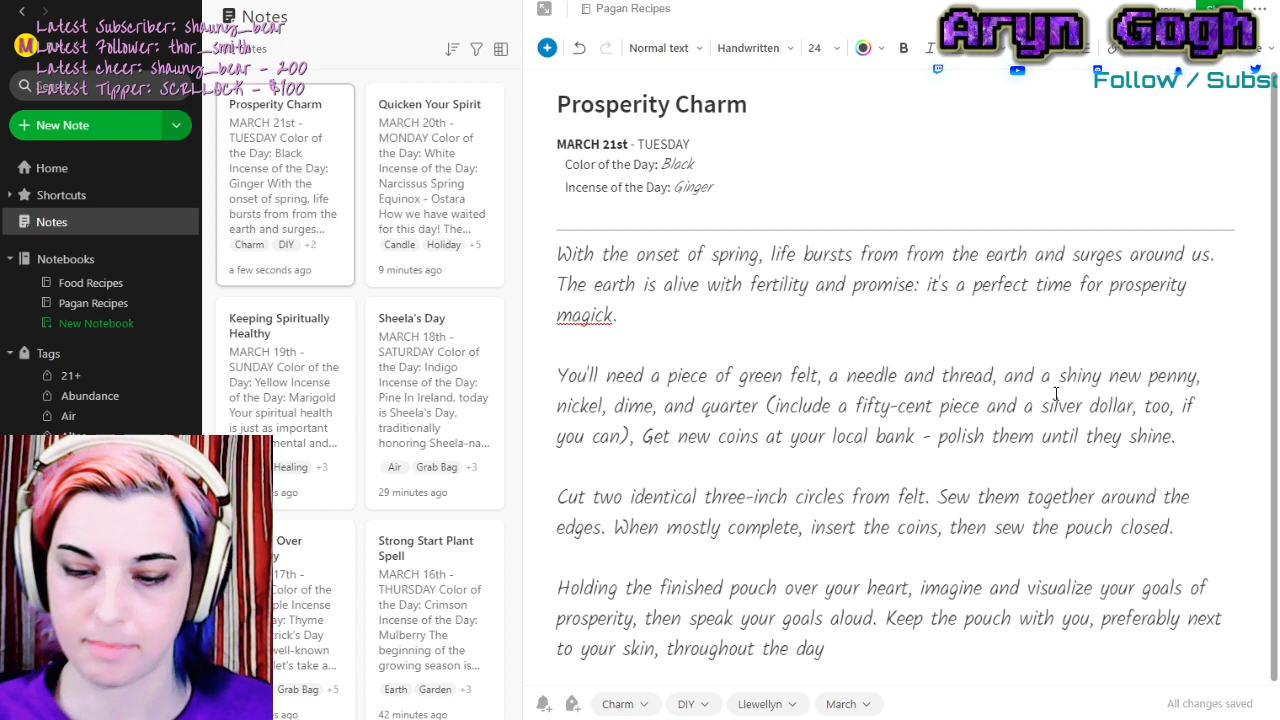 Notes
Latest Subscriber: shaunz_bear
Latest Follower: thor_smith
Latest cheer: shaunz_bear - 200
Latest Tipper: SCRLLOCK - $100
M
notes
New Note
Home
Shortcuts
Notes
Notebooks
Food Recipes
Pagan Recipes
New Notebook
Tags
21+
Abundance
Air
Prosperity Charm
MARCH 21st -
TUESDAY Color of
the Day: Black
Incense of the Day:
Ginger With the
onset of spring, life
bursts from from the
earth and surges...
Charm DIY +2
a few seconds ago
Quicken Your Spirit
MARCH 20th -
MONDAY Color of
the Day: White
Incense of the Day:
Narcissus Spring
Equinox - Ostara
How we have waited
for this day! The...
Candle Holiday +5
9 minutes ago
Keeping Spiritually
Healthy
MARCH 19th -
SUNDAY Color of the
Day: Yellow Incense
of the Day: Marigold
Your spiritual health
is just as important
mental and...
Healing +3
ago
Sheela's Day
MARCH 18th -
SATURDAY Color of
the Day: Indigo
Incense of the Day:
Pine In Ireland, today
is Sheela's Day,
traditionally
honoring Sheela-na...
Air Grab Bag +3
29 minutes ago
Over
17th -
Incense
Thyme
Day
well-known
let's take a
Grab Bag +5
ago
Strong Start Plant
Spell
MARCH 16th -
THURSDAY Color of
the Day: Crimson
Incense of the Day:
Mulberry The
beginning of the
growing season is...
Earth Garden +3
42 minutes ago
Pagan Recipes
Normal text Handwritten 24 B I
Aryn Gogh
Follow / Subs
Prosperity Charm
MARCH 21st - TUESDAY
Color of the Day: Black
Incense of the Day: Ginger
With the onset of spring, life bursts from from the earth and surges around us.
The earth is alive with fertility and promise: it's a perfect time for prosperity
magick.
You'll need a piece of green felt, a needle and thread, and a shiny new penny,
nickel, dime, and quarter (include a fifty-cent piece and a silver dollar, too, if
you can), Get new coins at your local bank - polish them until they shine.
Cut two identical three-inch circles from felt. Sew them together around the
edges. When mostly complete, insert the coins, then sew the pouch closed.
Holding the finished pouch over your heart, imagine and visualize your goals of
prosperity, then speak your goals aloud. Keep the pouch with you, preferably next
to your skin, throughout the day
Charm DIY Llewellyn March
All changes saved